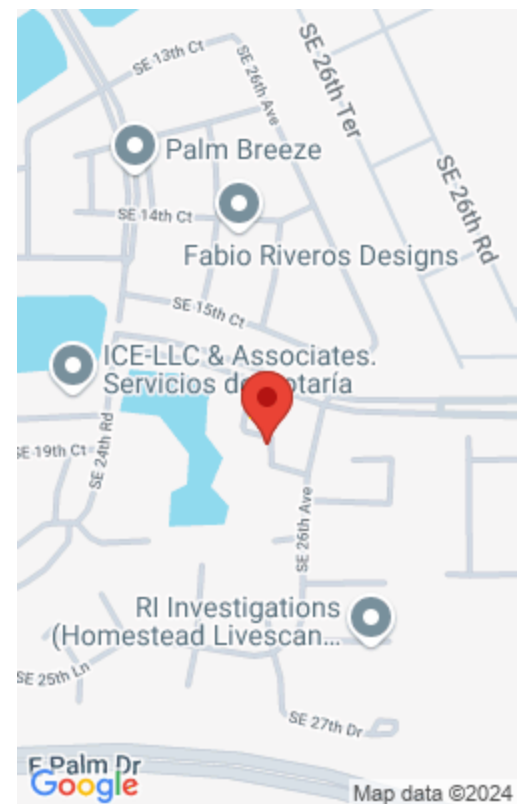 SE 13th Ct
SE 26th Ave
SE 26th Ter
SE 26th Rd
Palm Breeze
SE 14th Ct
Fabio Riveros Designs
SE 15th Ct
ICE-LLC & Associates.
Servicios de otaría
SE 19th Ct
SE 24th Rd
SE 26th Ave
RI Investigations
(Homestead Livescan...
SE 25th Ln
SE 27th Dr
E Palm Dr
Google
Map data ©2024